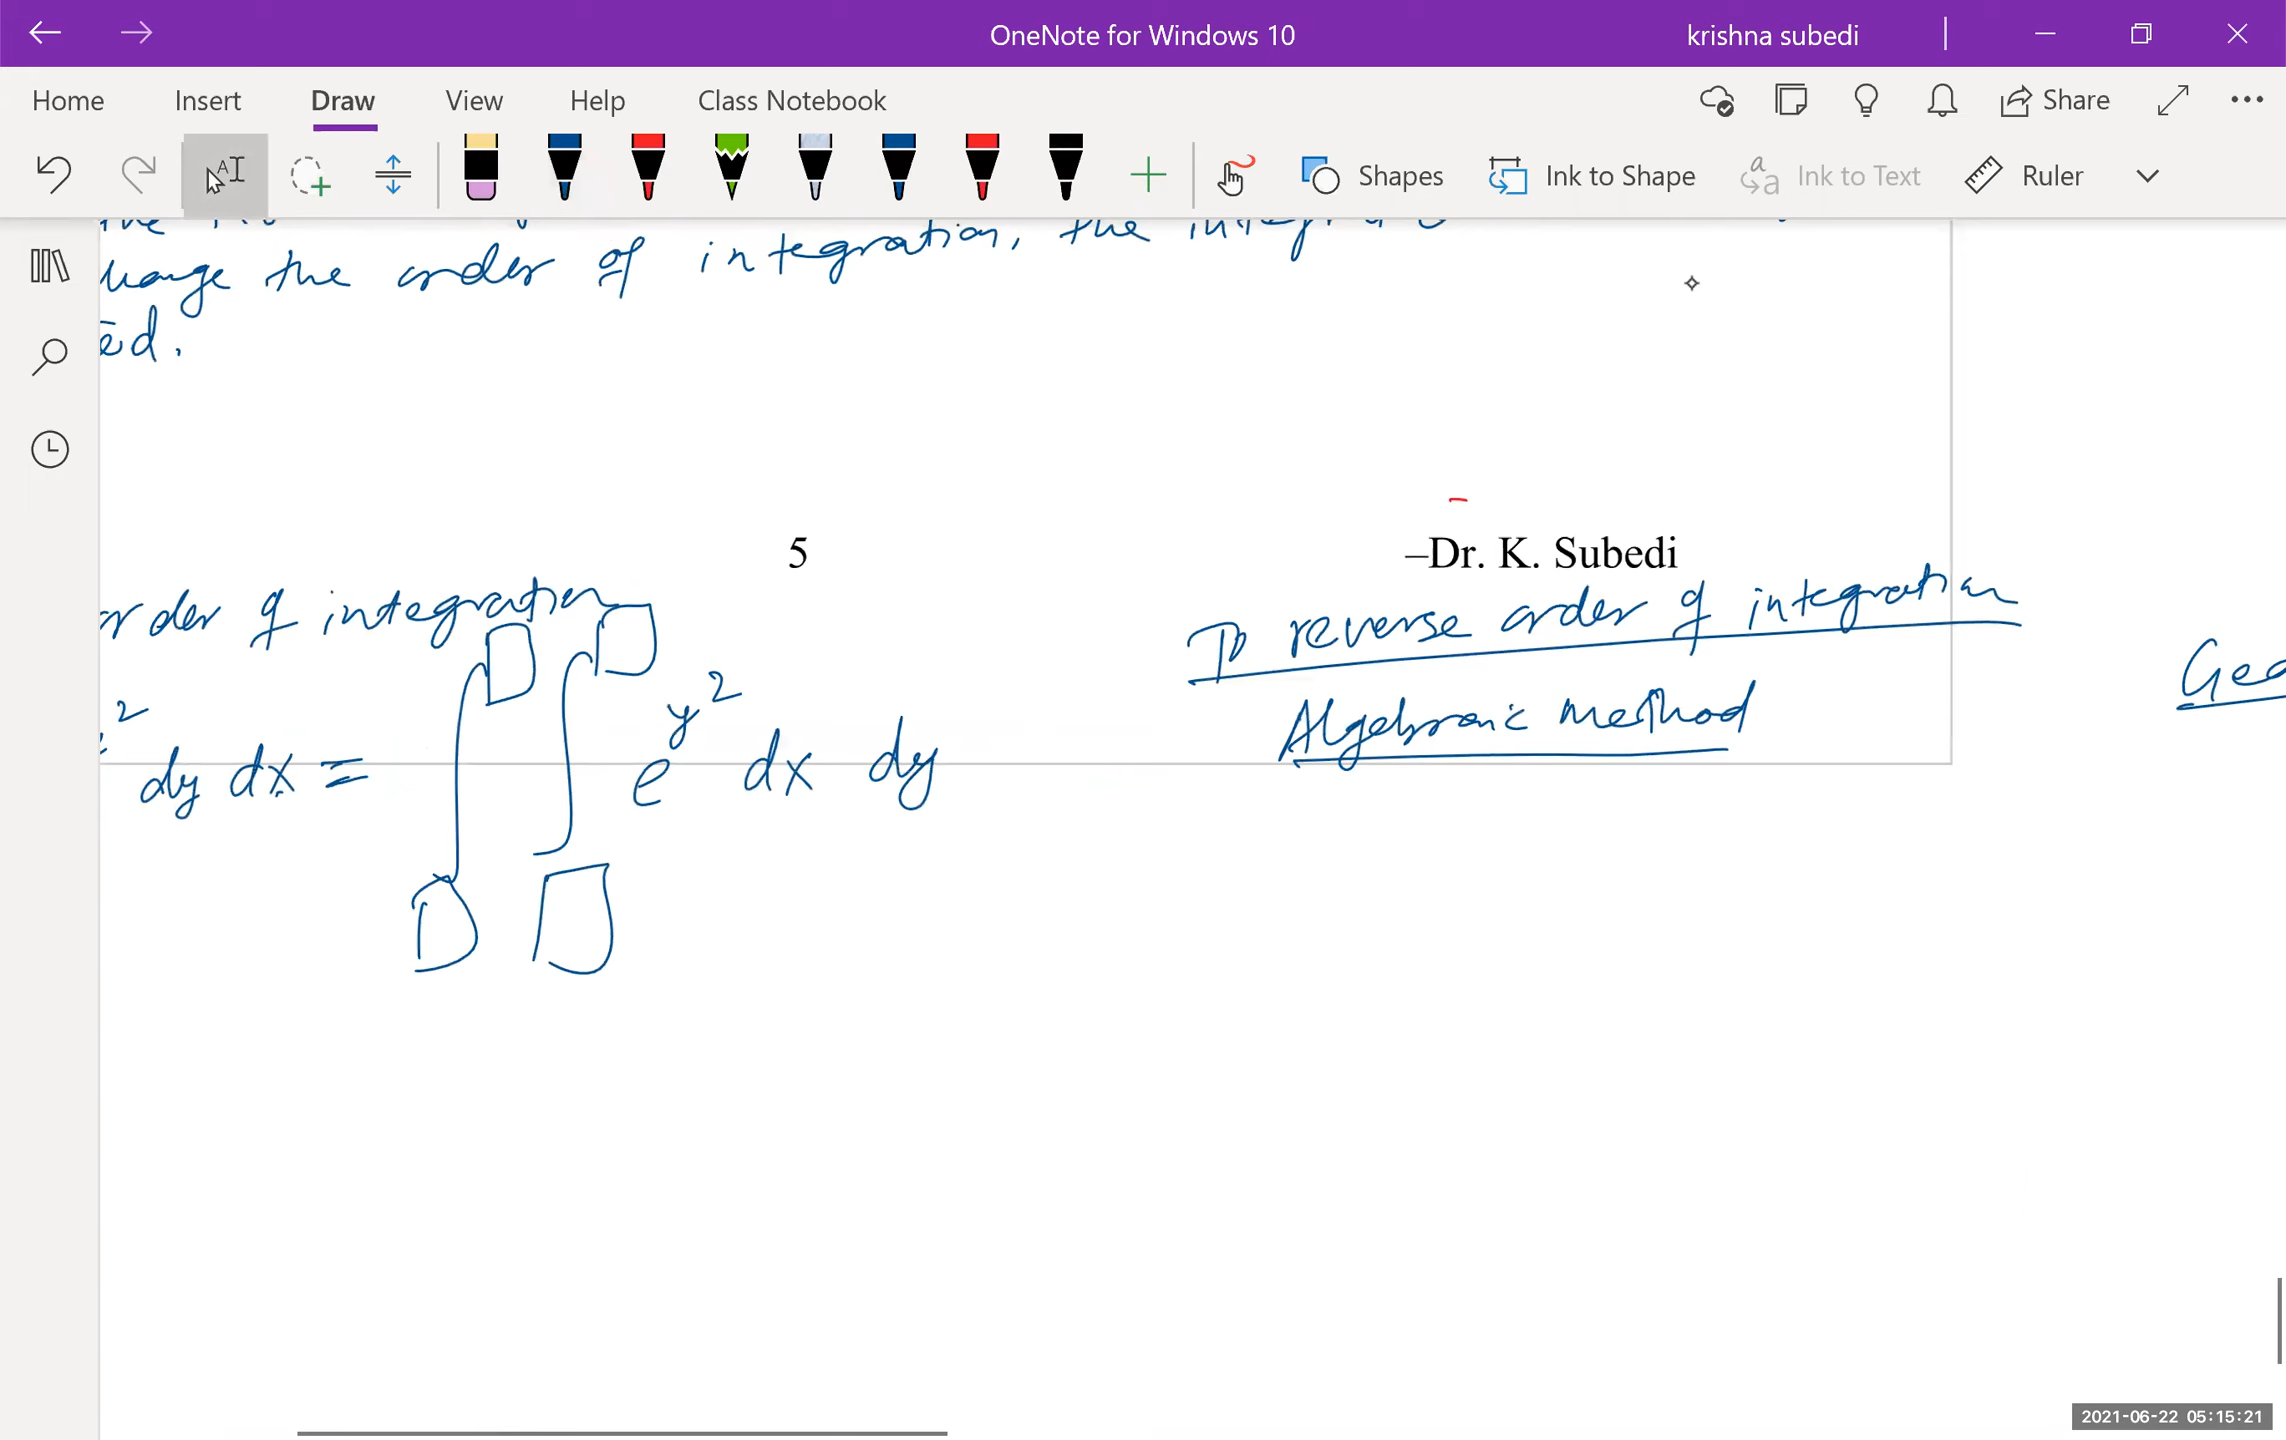 OneNote for Windows 10
krishna subedi
Home Insert Draw View Help Class Notebook Share
Shapes Ink to Shape Ink to Text Ruler
the order of integration, the
ed.
5 –Dr. K. Subedi
order of integration
To reverse order of integration
Algebraic method
Geo
2 dy dx = ∫ ∫ e^y^2 dx dy
2021-06-22 05:15:21